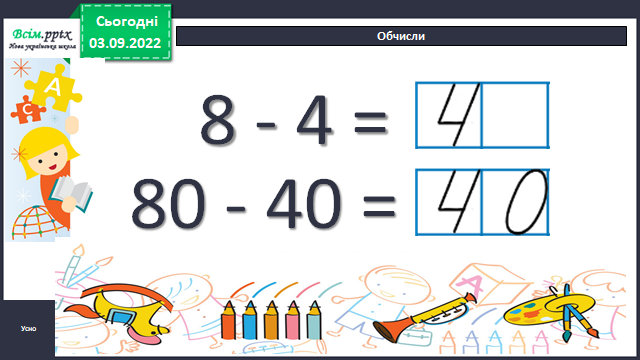 Всім.pptx
Нова українська школа
Сьогодні
03.09.2022
Обчисли
А
С
8 - 4 = 4
80 - 40 = 40
А
Усно